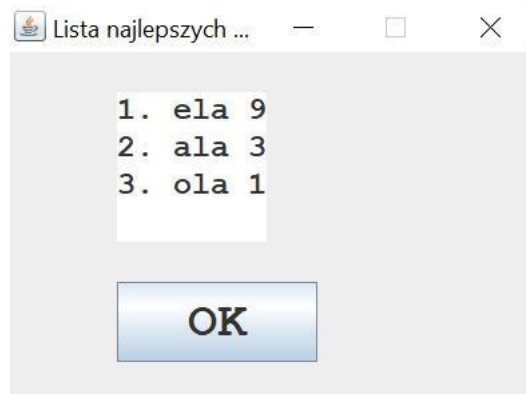 Lista najlepszych ...
1. ela 9
2. ala 3
3. ola 1
OK